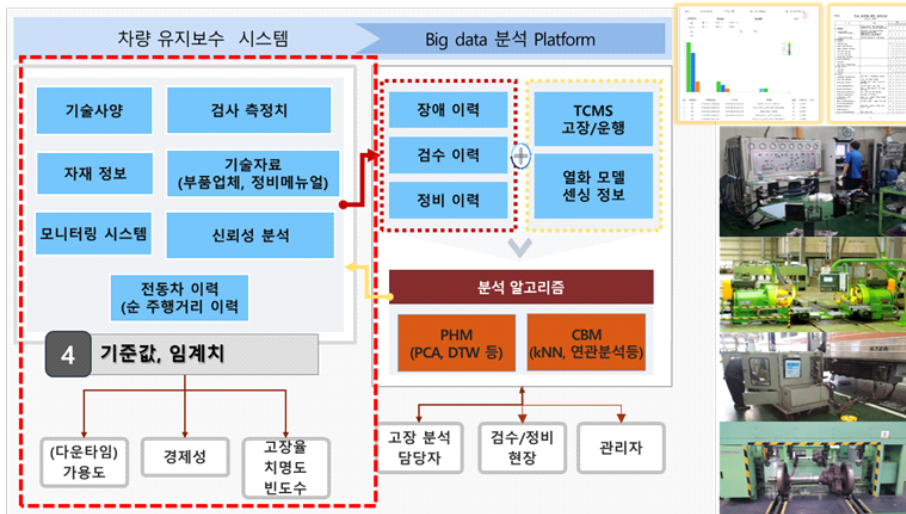 차량 유지보수 시스템
Big data 분석 Platform
기술사양
검사 측정치
자재 정보
기술자료
(부품업체, 정비메뉴얼)
모니터링 시스템
신뢰성 분석
전동차 이력
(순 주행거리 이력
4
기준값, 임계치
(다운타임)
가용도
경제성
고장율
치명도
빈도수
장애 이력
검수 이력
정비 이력
TCMS
고장/운행
열화 모델
센싱 정보
분석 알고리즘
PHM
(PCA, DTW 등)
CBM
(kNN, 연관분석등)
고장 분석
담당자
검수/정비
현장
관리자